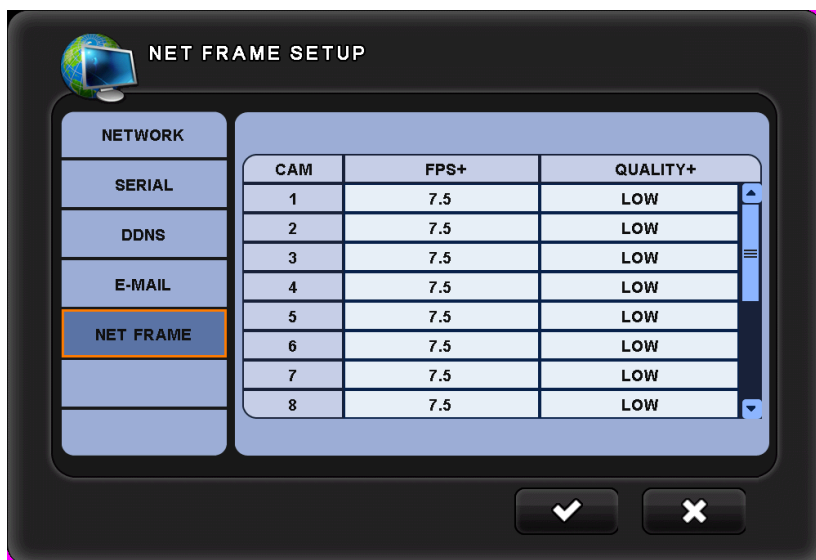 NET FRAME SETUP
NETWORK
SERIAL
DDNS
E-MAIL
NET FRAME
CAM FPS+ QUALITY+
1 7.5 LOW
2 7.5 LOW
3 7.5 LOW
4 7.5 LOW
5 7.5 LOW
6 7.5 LOW
7 7.5 LOW
8 7.5 LOW